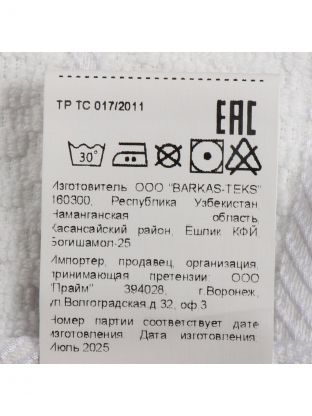 ТР ТС 017/2011
EAC
30°
Изготовитель ООО "BARKAS-TEKS"
160300, Республика Узбекистан,
Наманганская область,
Касансайский район, Ешлик КФЙ
Богишамол-25
Импортер, продавец, организация,
принимающая претензии: ООО
"Прайм" 394028, г.Воронеж,
ул.Волгоградская,д 32, оф 3
Номер партии соответствует дате
изготовления. Дата изготовления:
Июль 2025